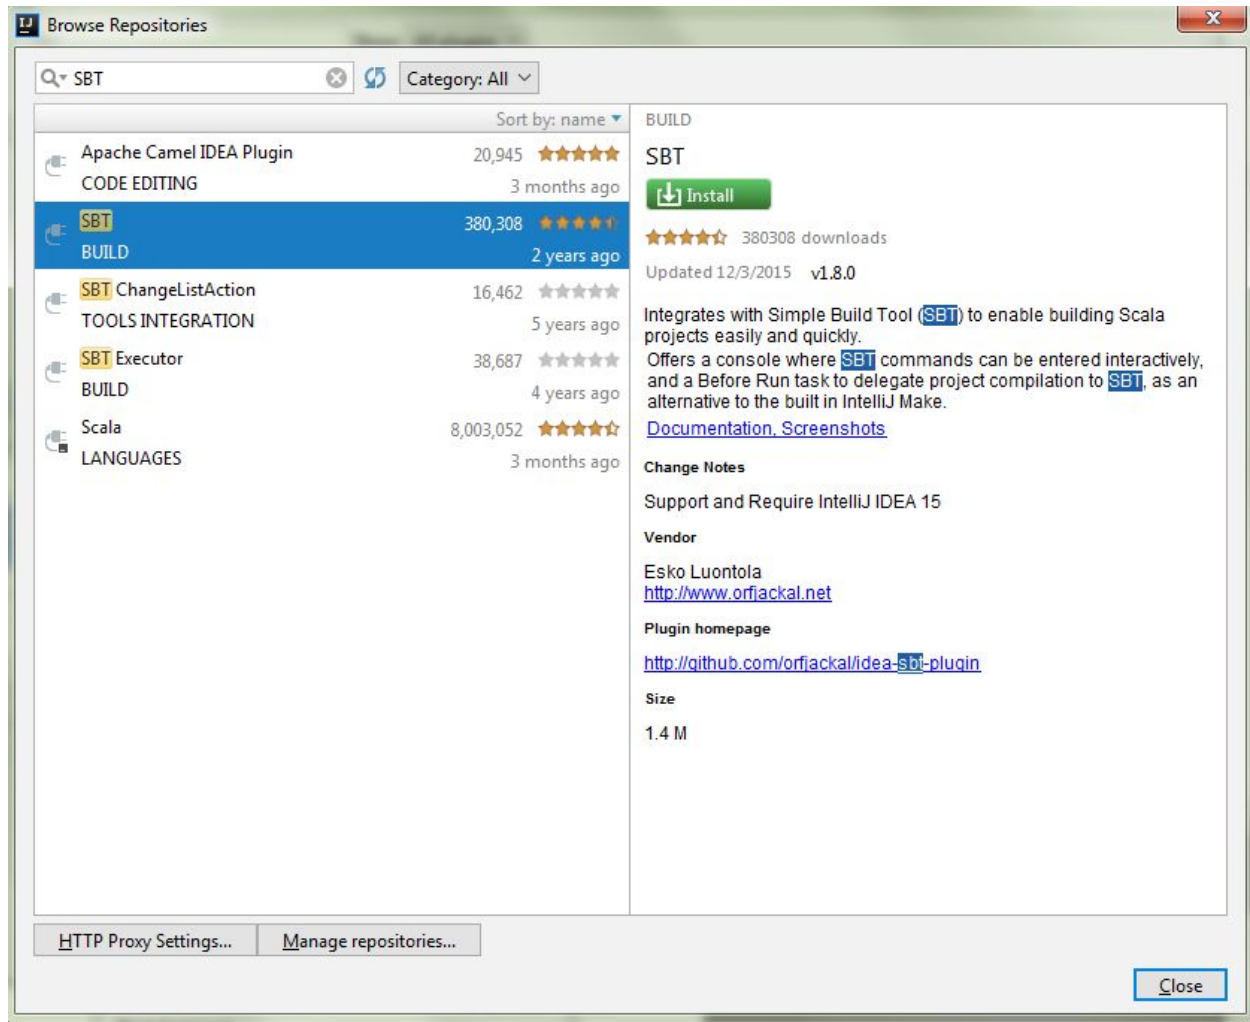 Browse Repositories
SBT
Category: All
Sort by: name
Apache Camel IDEA Plugin 20,945
CODE EDITING 3 months ago
SBT 380,308
BUILD 2 years ago
SBT ChangeListAction 16,462
TOOLS INTEGRATION 5 years ago
SBT Executor 38,687
BUILD 4 years ago
Scala 8,003,052
LANGUAGES 3 months ago
BUILD
SBT
Install
380308 downloads
Updated 12/3/2015 v1.8.0
Integrates with Simple Build Tool (SBT) to enable building Scala
projects easily and quickly.
Offers a console where SBT commands can be entered interactively,
and a Before Run task to delegate project compilation to SBT, as an
alternative to the built in IntelliJ Make.
Documentation, Screenshots
Change Notes
Support and Require IntelliJ IDEA 15
Vendor
Esko Luontola
http://www.orfjackal.net
Plugin homepage
http://github.com/orfjackal/idea-sbt-plugin
Size
1.4 M
HTTP Proxy Settings... Manage repositories...
Close